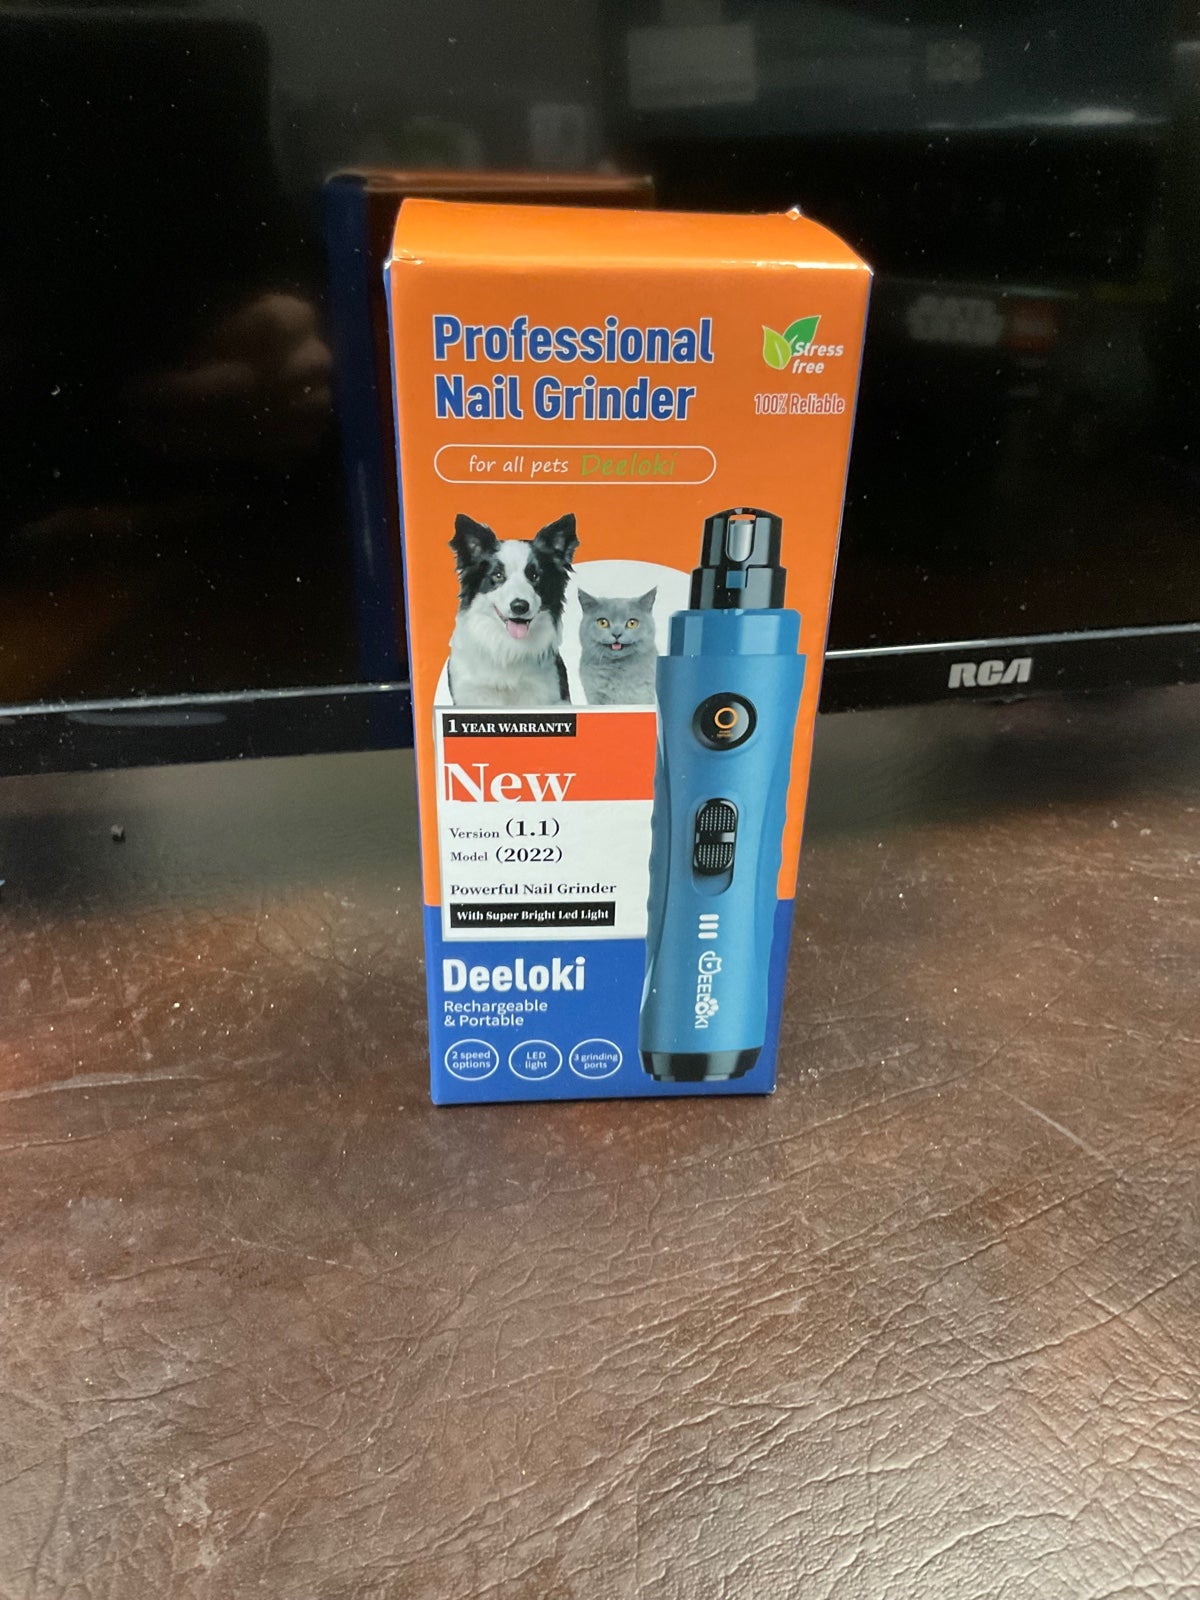 Professional
Nail Grinder
Stress
free
100% Reliable
for all pets Deeloki
1 YEAR WARRANTY
New
Version (1.1)
Model (2022)
Powerful Nail Grinder
With Super Bright Led Light
Deeloki
Rechargeable
& Portable
2 speed
options
LED
light
3 grinding
ports
DEELOKI
RCA